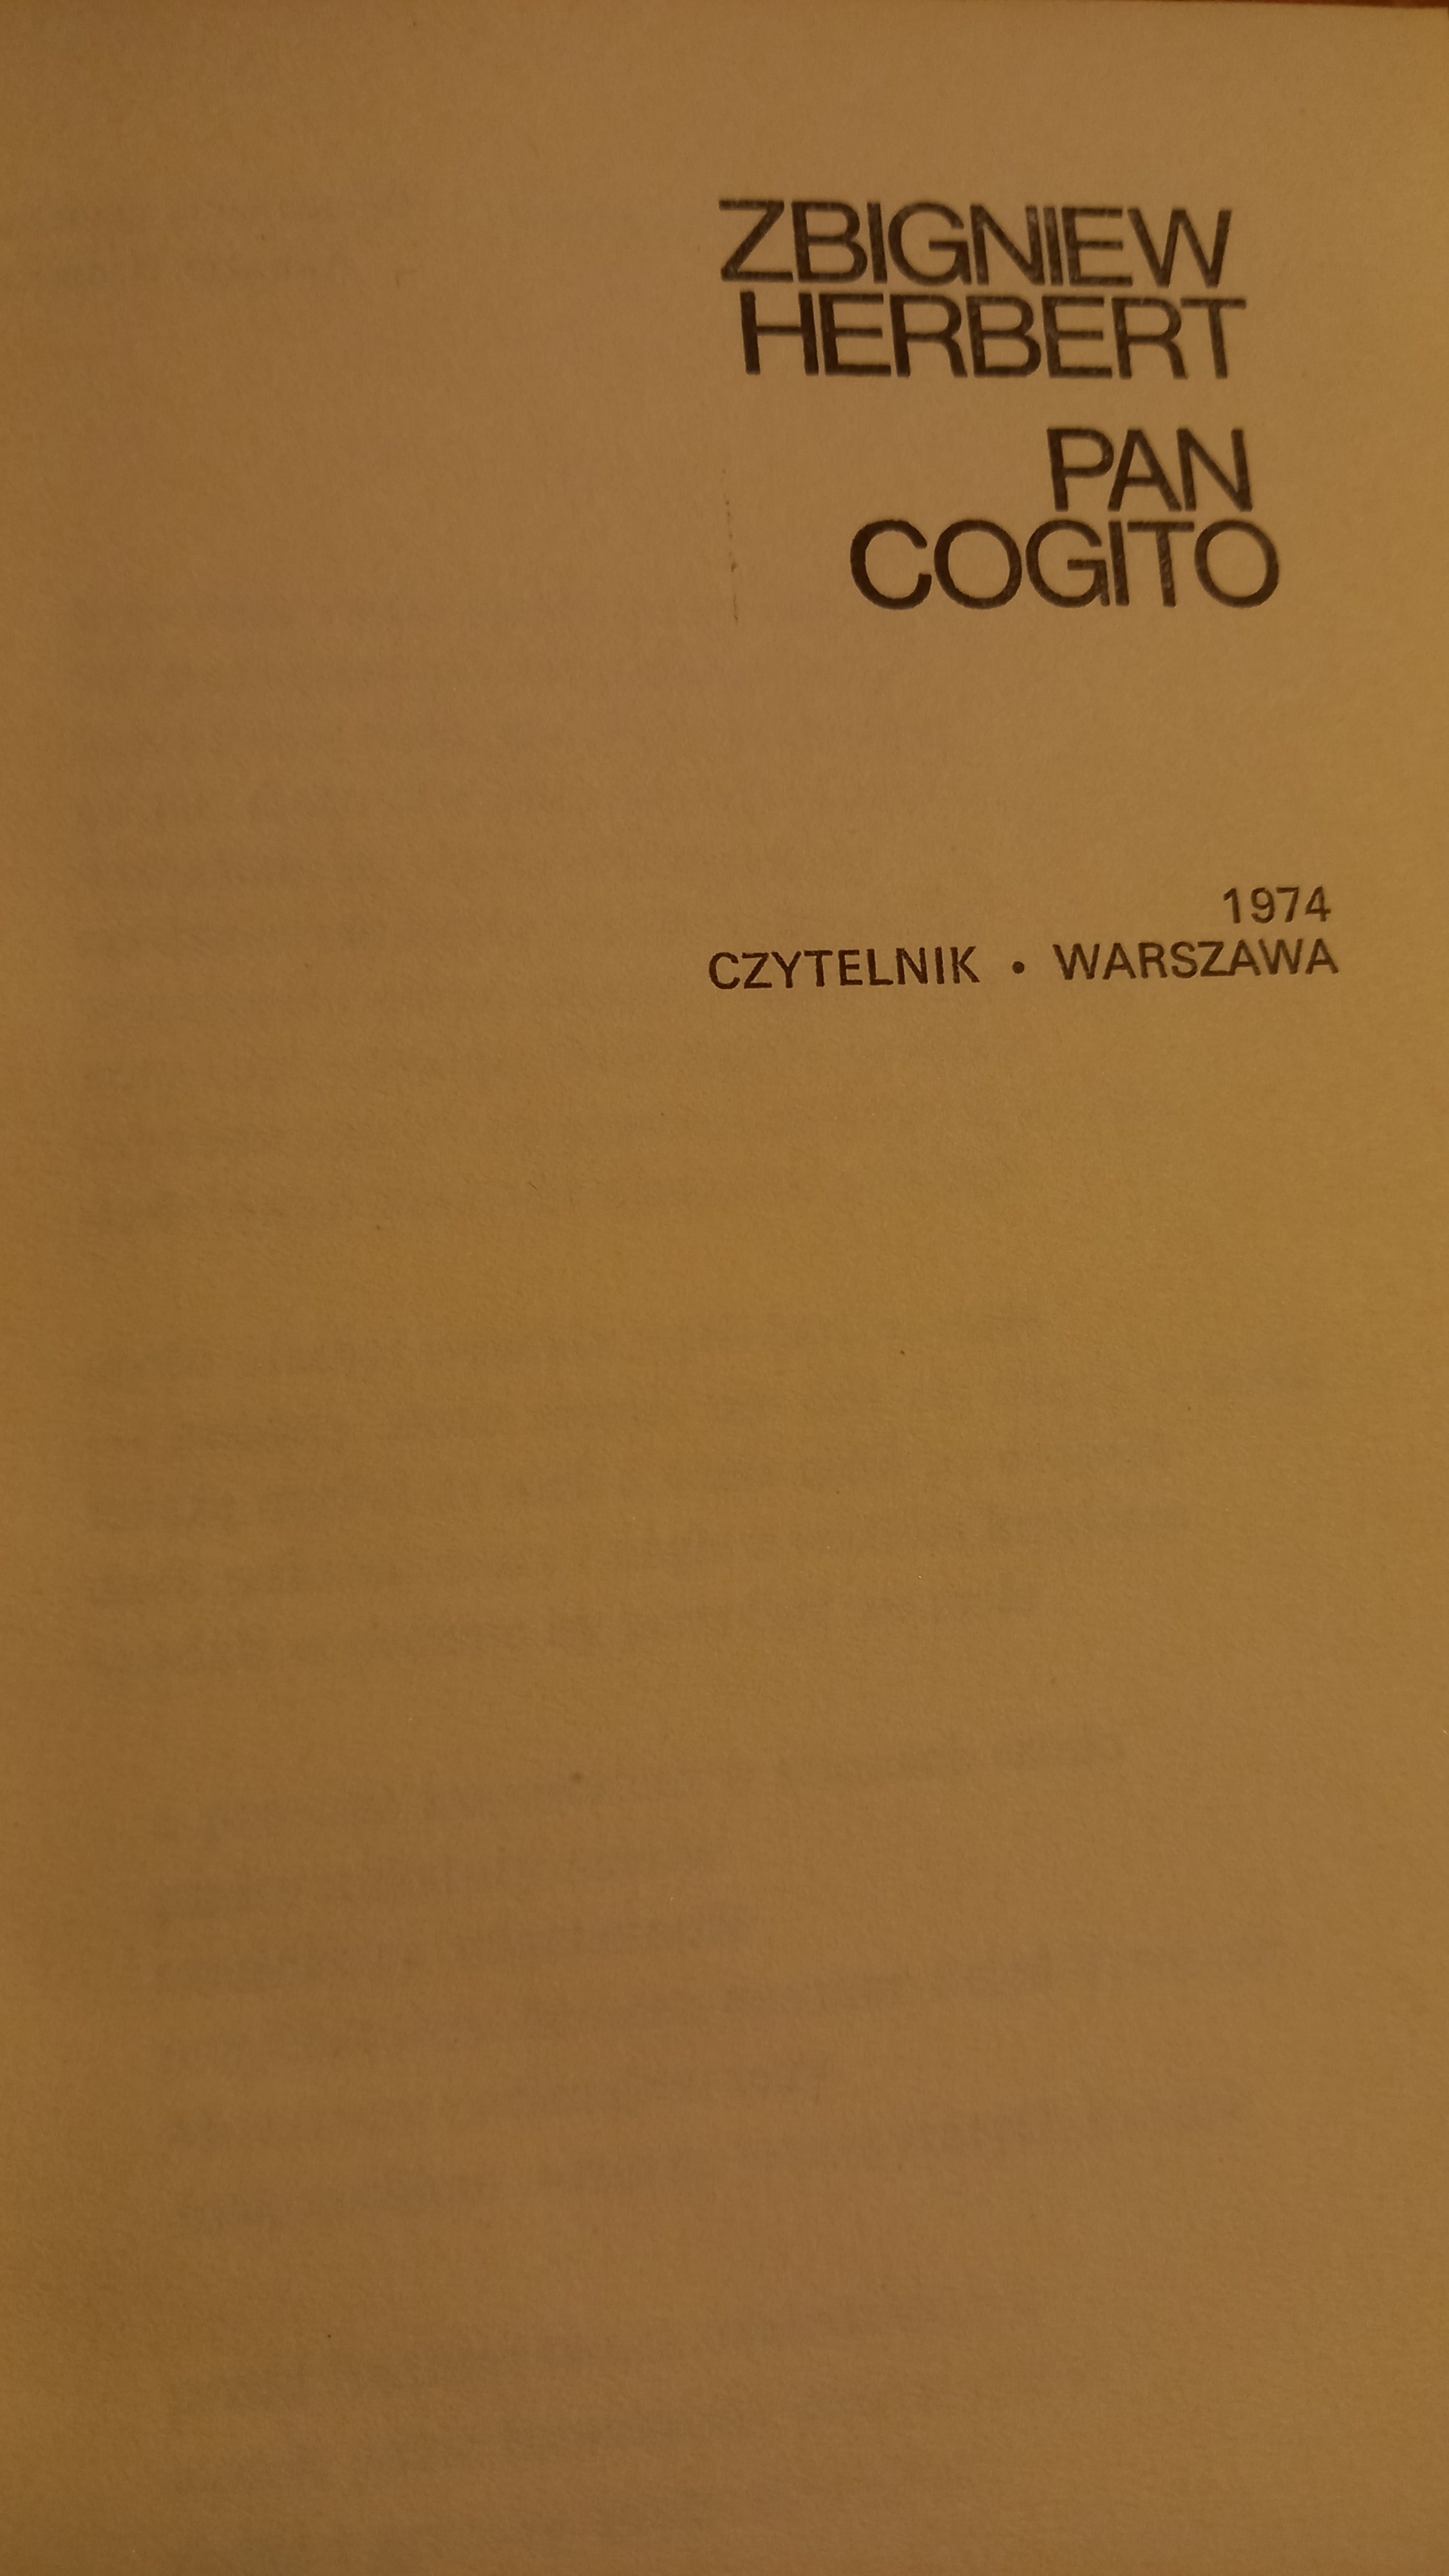 ZBIGNIEW
HERBERT
PAN
COGITO
1974
CZYTELNIK • WARSZAWA